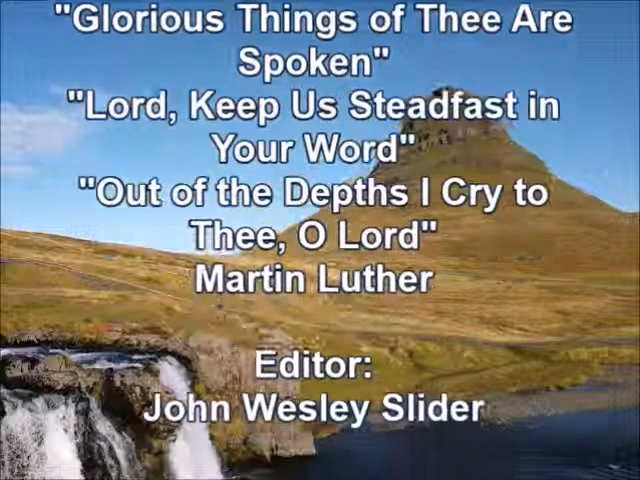 "Glorious Things of Thee Are
Spoken"
"Lord, Keep Us Steadfast in
Your Word"
"Out of the Depths I Cry to
Thee, O Lord"
Martin Luther
Editor:
John Wesley Slider